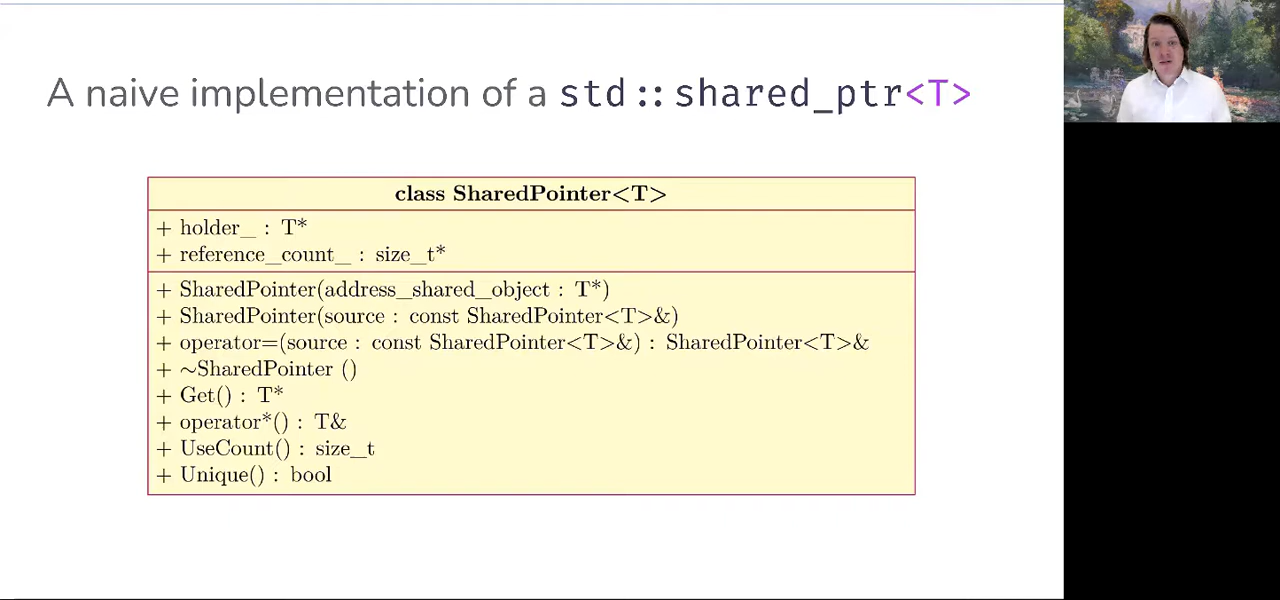 A naive implementation of a std::shared_ptr<T>
class SharedPointer<T>
+ holder_ : T*
+ reference_count_ : size_t*
+ SharedPointer(address_shared_object : T*)
+ SharedPointer(source : const SharedPointer<T>&)
+ operator=(source : const SharedPointer<T>&) : SharedPointer<T>&
+ ~SharedPointer ()
+ Get() : T*
+ operator*() : T&
+ UseCount() : size_t
+ Unique() : bool